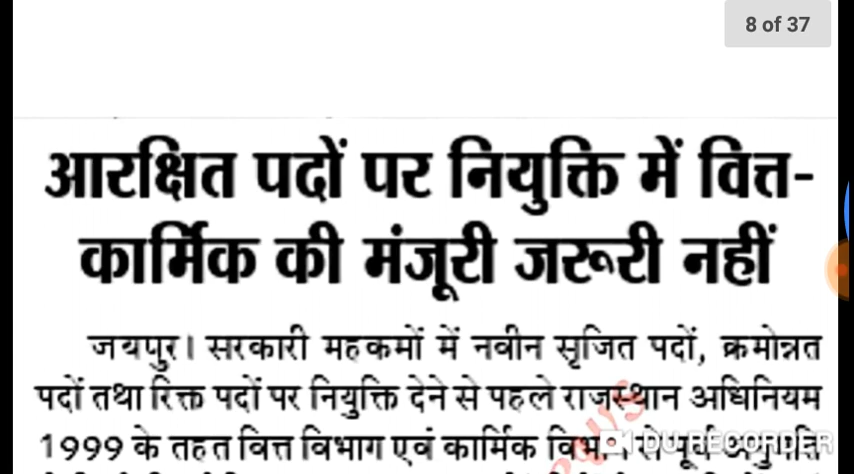 8 of 37
आरक्षित पदों पर नियुक्ति में वित्त-
कार्मिक की मंजूरी जरूरी नहीं
जयपुर। सरकारी महकमों में नवीन सृजित पदों, क्रमोन्नत
पदों तथा रिक्त पदों पर नियुक्ति देने से पहले राजस्थान अधिनियम
1999 के तहत वित्त विभाग एवं कार्मिक से पूर्व अनुमति
DU RECORDER